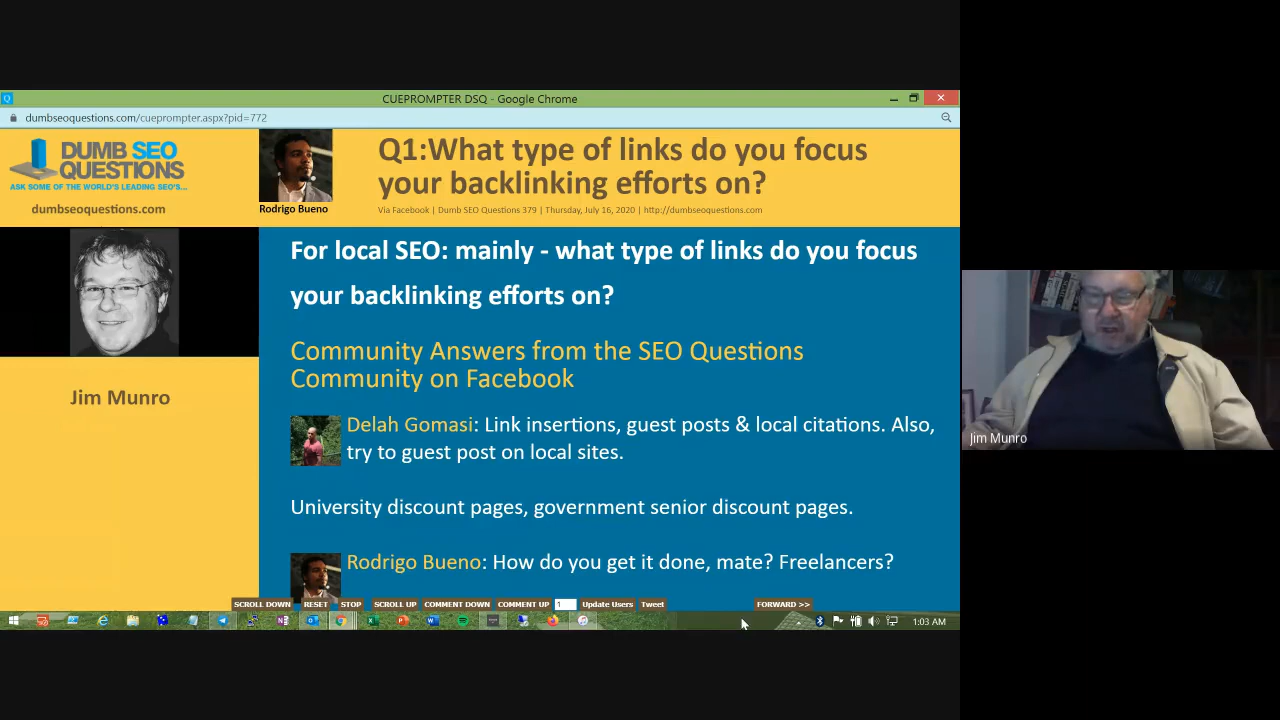 CUEPROMPTER DSQ - Google Chrome
dumbseoquestions.com/cueprompter.aspx?pid=772
DUMB SEO
QUESTIONS
ASK SOME OF THE WORLD'S LEADING SEO'S...
dumbseoquestions.com
Rodrigo Bueno
Q1:What type of links do you focus
your backlinking efforts on?
Via Facebook | Dumb SEO Questions 379 | Thursday, July 16, 2020 | http://dumbseoquestions.com
Jim Munro
For local SEO: mainly - what type of links do you focus
your backlinking efforts on?
Community Answers from the SEO Questions
Community on Facebook
Delah Gomasi: Link insertions, guest posts & local citations. Also,
try to guest post on local sites.
University discount pages, government senior discount pages.
Rodrigo Bueno: How do you get it done, mate? Freelancers?
SCROLL DOWN RESET STOP SCROLL UP COMMENT DOWN COMMENT UP 1 Update Users Tweet FORWARD >>
1:03 AM
Jim Munro